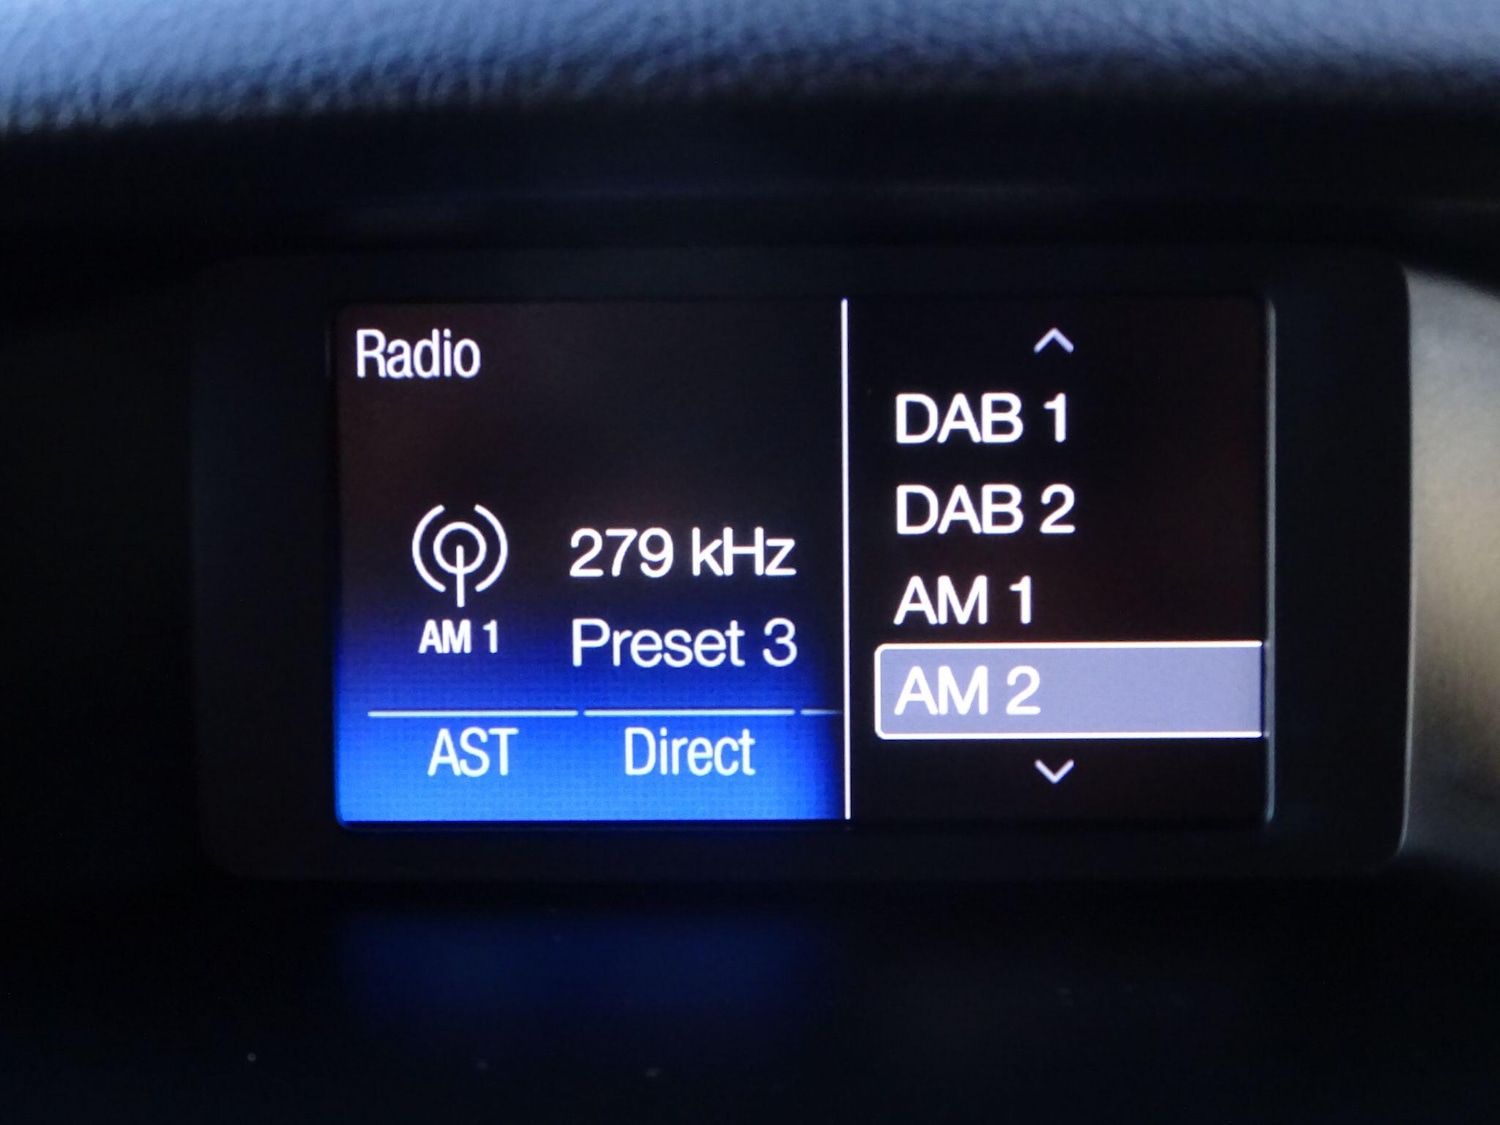 Radio
279 kHz
AM 1
Preset 3
AST
Direct
DAB 1
DAB 2
AM 1
AM 2